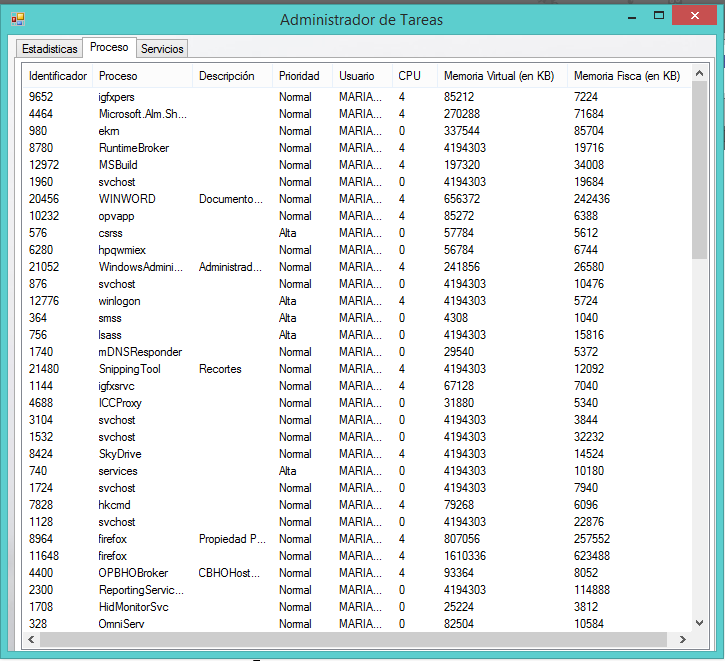 Administrador de Tareas
Estadisticas Proceso Servicios
Identificador Proceso Descripción Prioridad Usuario CPU Memoria Virtual (en KB) Memoria Fisca (en KB)
9652 igfxpers Normal MARIA... 4 85212 7224
4464 Microsoft.Alm.Sh... Normal MARIA... 4 270288 71684
980 ekrn Normal MARIA... 0 337544 85704
8780 RuntimeBroker Normal MARIA... 4 4194303 19716
12972 MSBuild Normal MARIA... 4 197320 34008
1960 svchost Normal MARIA... 0 4194303 19684
20456 WINWORD Documento... Normal MARIA... 4 656372 242436
10232 opvapp Normal MARIA... 4 85272 6388
576 csrss Alta MARIA... 0 57784 5612
6280 hpqwmiex Normal MARIA... 0 56784 6744
21052 WindowsAdmini... Administrad... Normal MARIA... 4 241856 26580
876 svchost Normal MARIA... 0 4194303 10476
12776 winlogon Alta MARIA... 4 4194303 5724
364 smss Alta MARIA... 0 4308 1040
756 lsass Alta MARIA... 0 4194303 15816
1740 mDNSResponder Normal MARIA... 0 29540 5372
21480 SnippingTool Recortes Normal MARIA... 4 4194303 12092
1144 igfxsrvc Normal MARIA... 4 67128 7040
4688 ICCProxy Normal MARIA... 0 31880 5340
3104 svchost Normal MARIA... 0 4194303 3844
1532 svchost Normal MARIA... 0 4194303 32232
8424 SkyDrive Normal MARIA... 4 4194303 14524
740 services Alta MARIA... 0 4194303 10180
1724 svchost Normal MARIA... 0 4194303 7940
7828 hkcmd Normal MARIA... 4 79268 6096
1128 svchost Normal MARIA... 0 4194303 22876
8964 firefox Propiedad P... Normal MARIA... 4 807056 257552
11648 firefox Normal MARIA... 4 1610336 623488
4400 OPBHOBroker CBHOHost... Normal MARIA... 4 93364 8052
2300 ReportingServic... Normal MARIA... 0 4194303 114888
1708 HidMonitorSvc Normal MARIA... 0 25224 3812
328 OmniServ Normal MARIA... 0 82504 10584